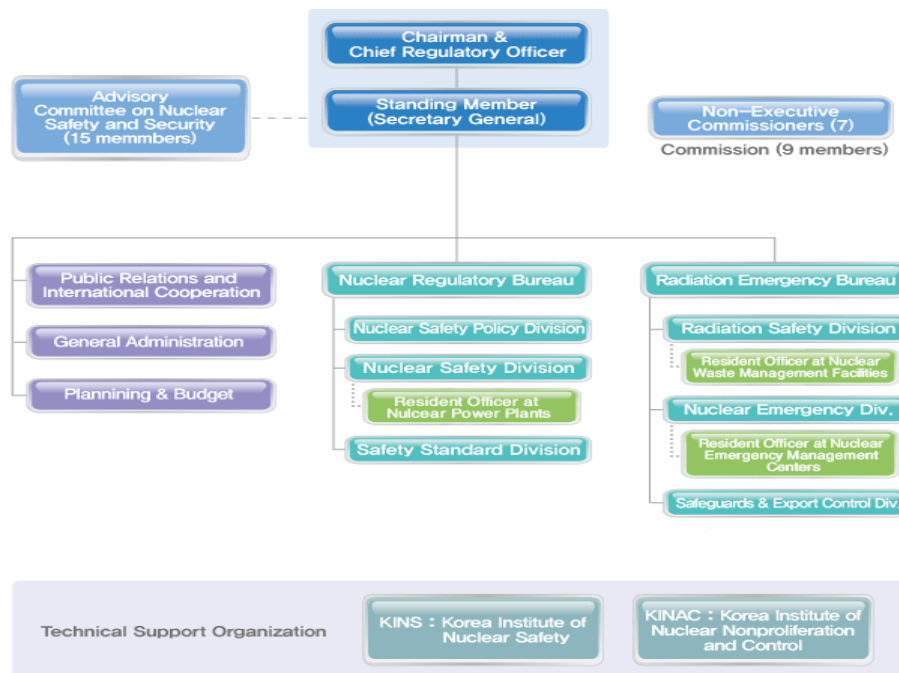 Chairman &
Chief Regulatory Officer
Advisory
Committee on Nuclear
Safety and Security
(15 memmbers)
Standing Member
(Secretary General)
Non-Executive
Commissioners (7)
Commission (9 members)
Public Relations and
International Cooperation
General Administration
Plannining & Budget
Nuclear Regulatory Bureau
Nuclear Safety Policy Division
Nuclear Safety Division
Resident Officer at
Nulcear Power Plants
Safety Standard Division
Radiation Emergency Bureau
Radiation Safety Division
Resident Officer at Nuclear
Waste Management Facilities
Nuclear Emergency Div.
Resident Officer at Nuclear
Emergency Management
Centers
Safeguards & Export Control Div.
Technical Support Organization
KINS : Korea Institute of
Nuclear Safety
KINAC : Korea Institute of
Nuclear Nonproliferation
and Control